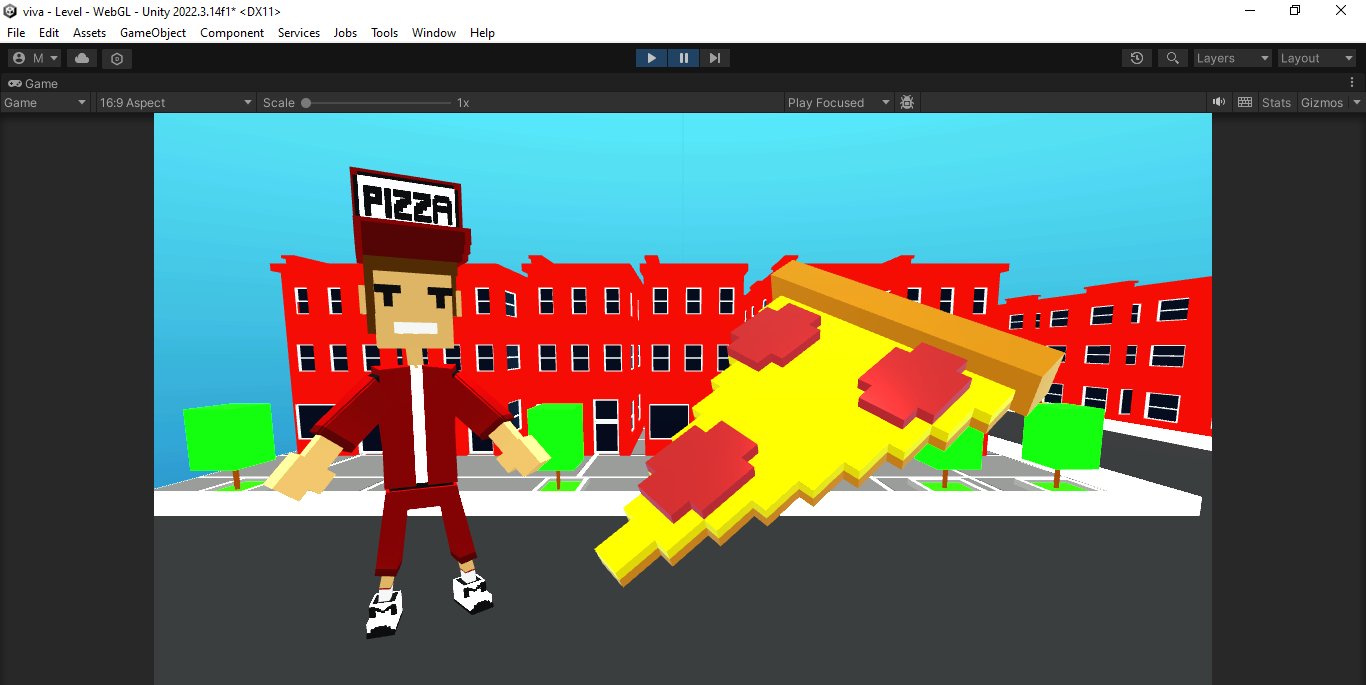 viva - Level - WebGL - Unity 2022.3.14f1* <DX11>
File Edit Assets GameObject Component Services Jobs Tools Window Help
M Layers Layout
Game
Game 16:9 Aspect Scale 1x Play Focused Stats Gizmos
PIZZA